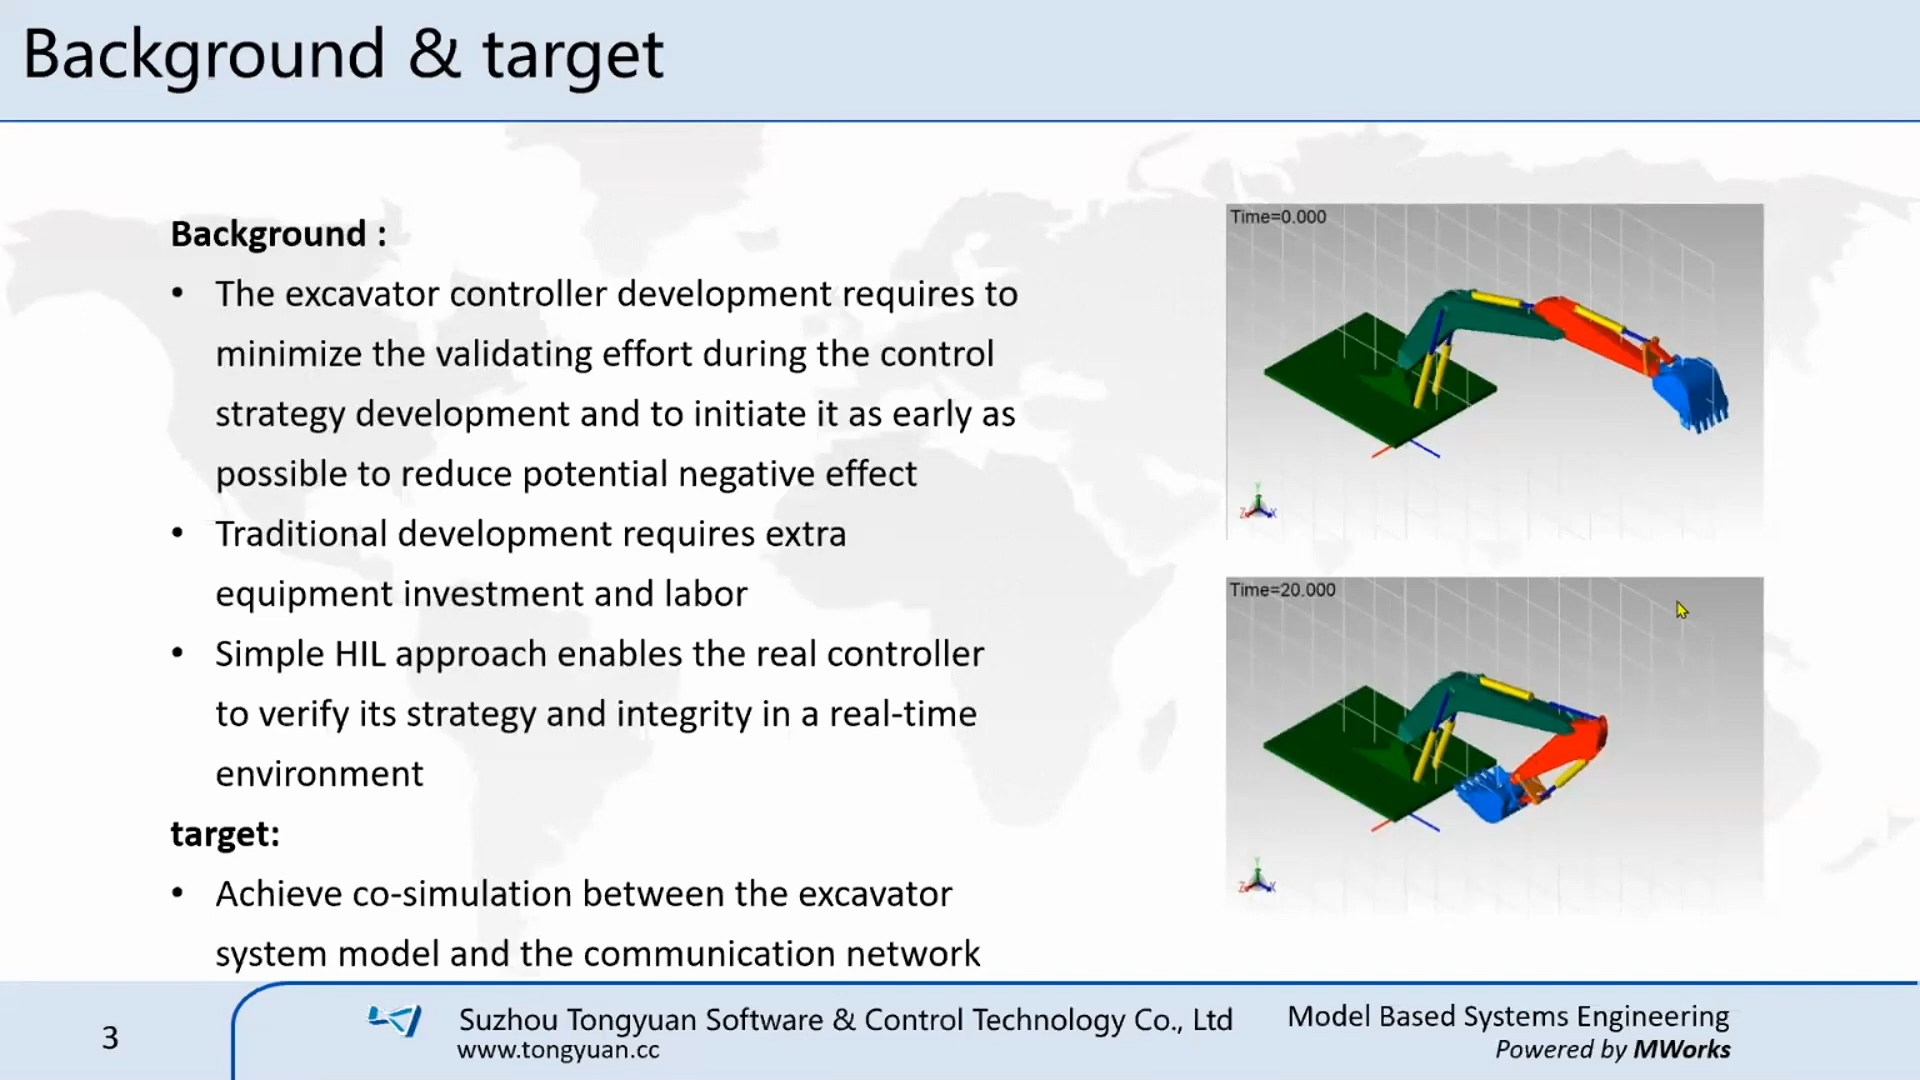 Background & target
Background :
• The excavator controller development requires to
minimize the validating effort during the control
strategy development and to initiate it as early as
possible to reduce potential negative effect
• Traditional development requires extra
equipment investment and labor
• Simple HIL approach enables the real controller
to verify its strategy and integrity in a real-time
environment
target:
• Achieve co-simulation between the excavator
system model and the communication network
Time=0.000
Y
Z X
Time=20.000
Y
Z X
3
Suzhou Tongyuan Software & Control Technology Co., Ltd
www.tongyuan.cc
Model Based Systems Engineering
Powered by MWorks